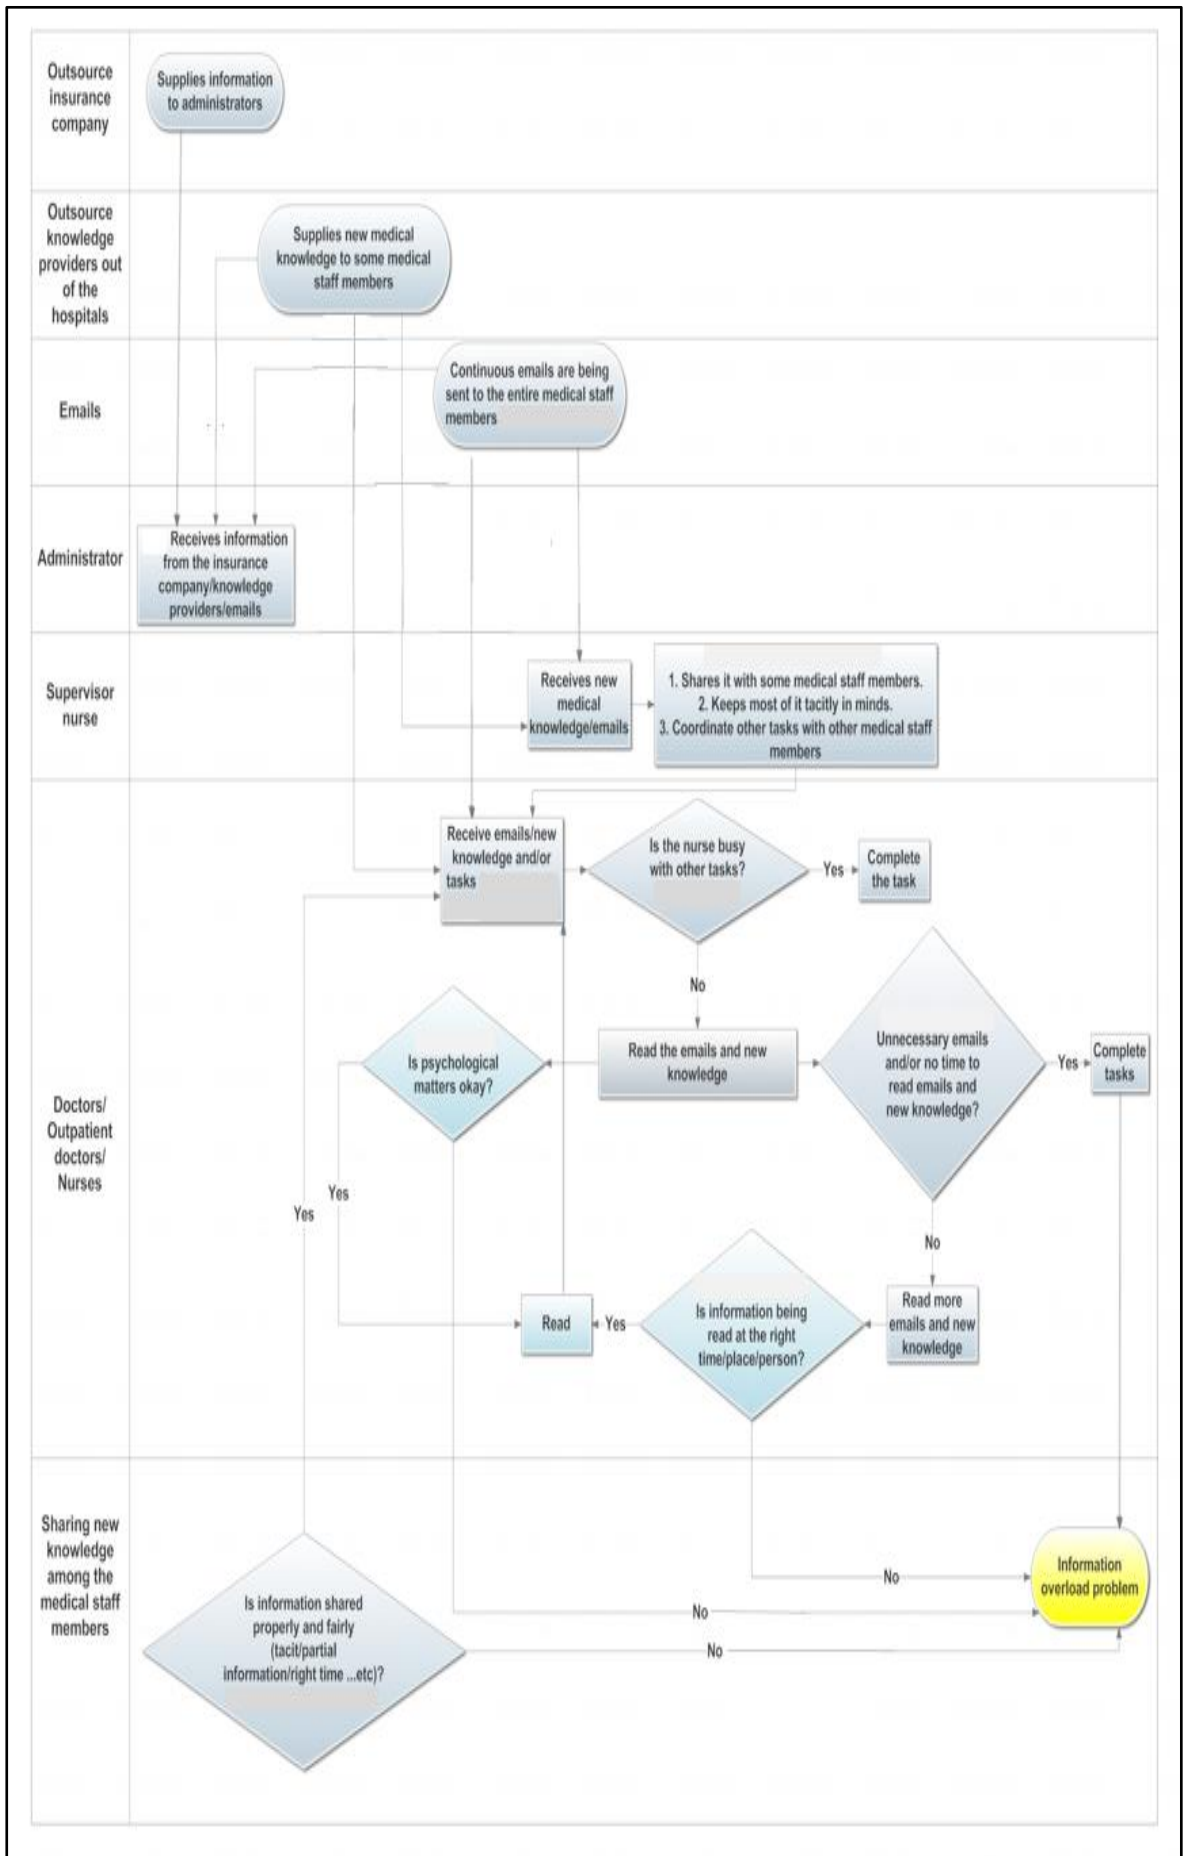 Outsource
insurance
company
Supplies information
to administrators
Outsource
knowledge
providers out
of the
hospitals
Supplies new medical
knowledge to some medical
staff members
Emails
Continuous emails are being
sent to the entire medical staff
members
Administrator
Receives information
from the insurance
company/knowledge
providers/emails
Supervisor
nurse
Receives new
medical
knowledge/emails
1. Shares it with some medical staff members.
2. Keeps most of it tacitly in minds.
3. Coordinate other tasks with other medical staff
members
Doctors/
Outpatient
doctors/
Nurses
Receive emails/new
knowledge and/or
tasks
Is the nurse busy
with other tasks?
Yes
Complete
the task
No
Is psychological
matters okay?
Read the emails and new
knowledge
Unnecessary emails
and/or no time to
read emails and
new knowledge?
Yes
Complete
tasks
Yes
Yes
No
Read
Yes
Is information being
read at the right
time/place/person?
Read more
emails and new
knowledge
Sharing new
knowledge
among the
medical staff
members
Is information shared
properly and fairly
(tacit/partial
information/right time ...etc)?
No
No
No
Information
overload problem